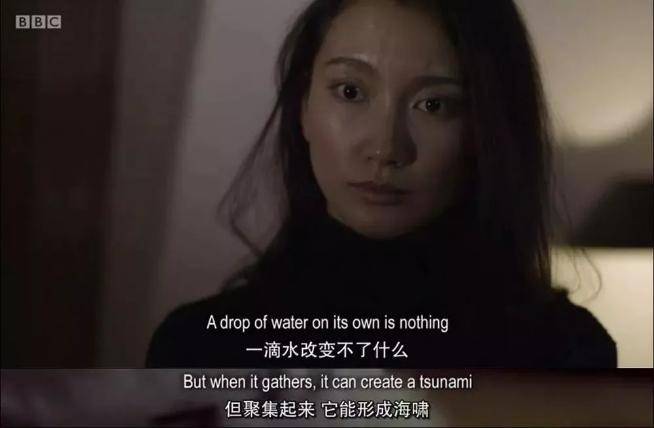 BBC
A drop of water on its own is nothing
一滴水改变不了什么
But when it gathers, it can create a tsunami
但聚集起来 它能形成海啸